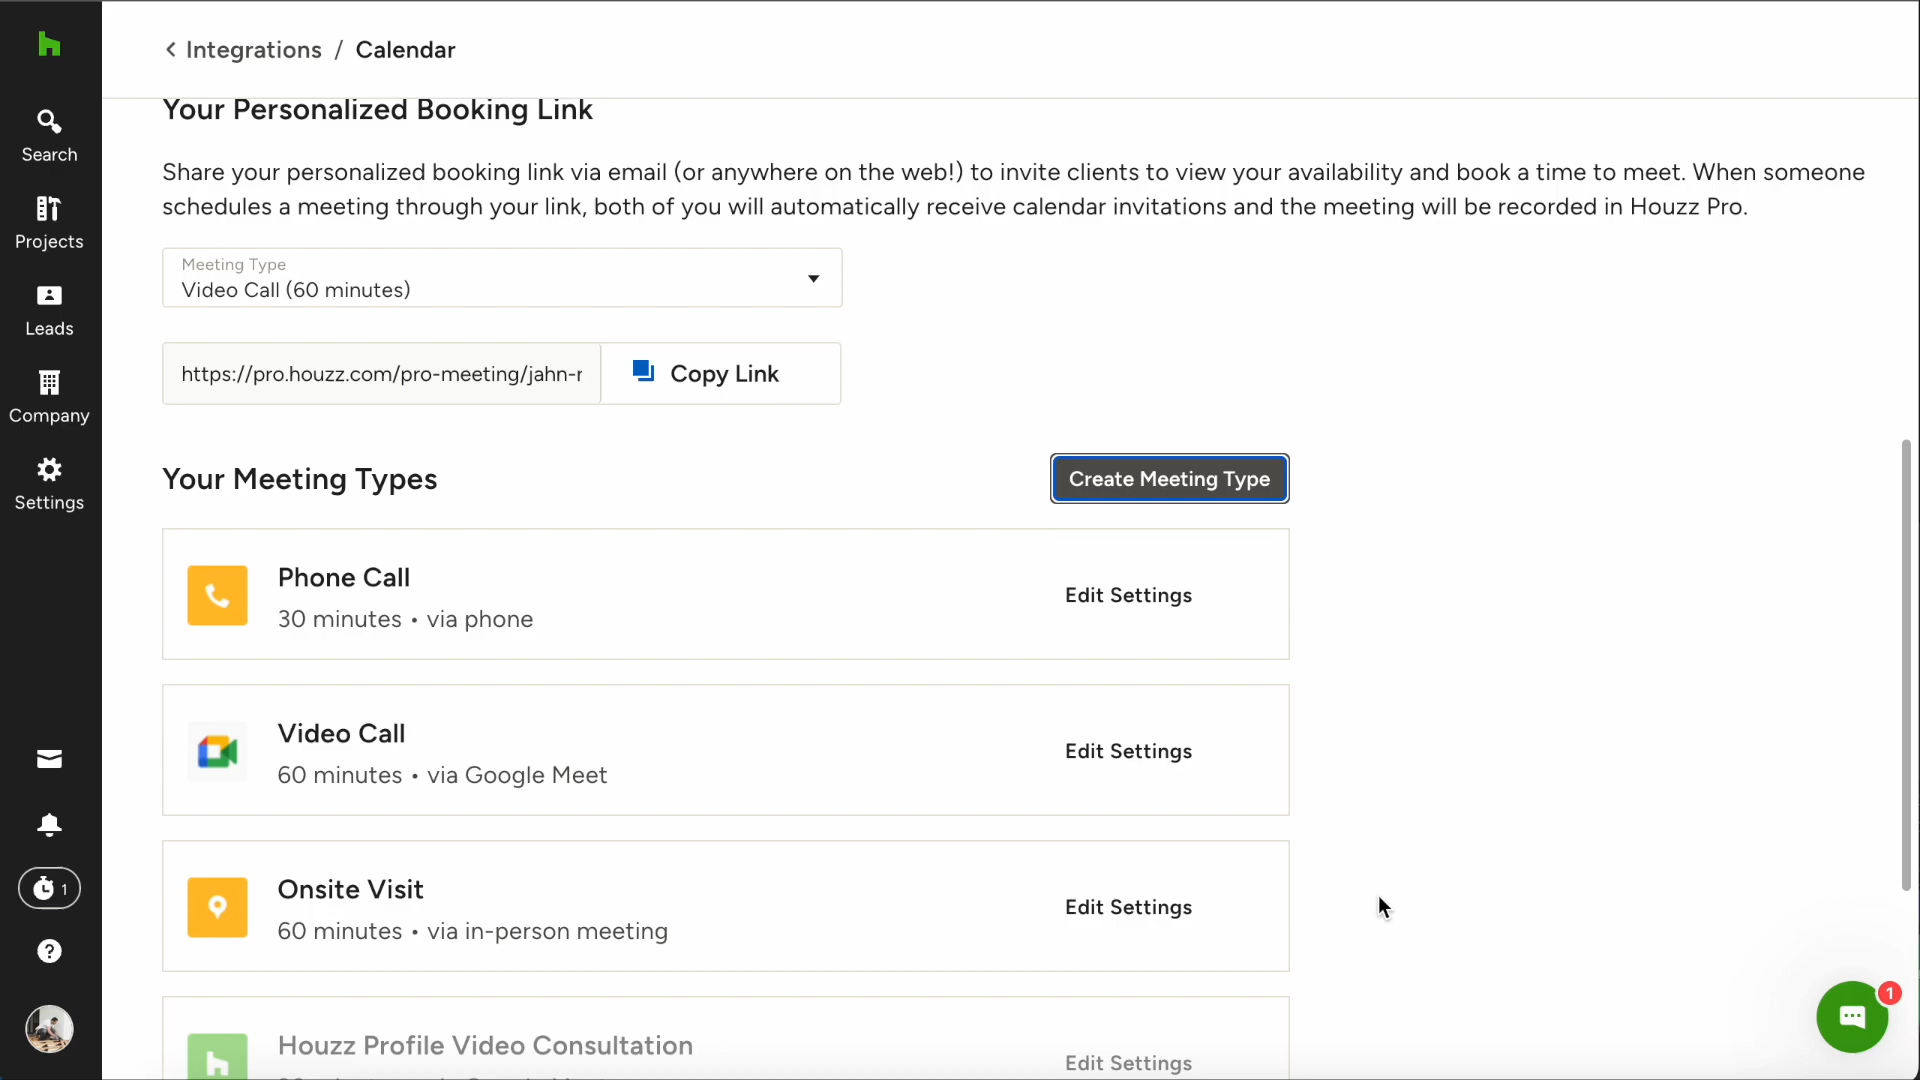 Integrations / Calendar
Search
Projects
Leads
Company
Settings
1
Your Personalized Booking Link
Share your personalized booking link via email (or anywhere on the web!) to invite clients to view your availability and book a time to meet. When someone
schedules a meeting through your link, both of you will automatically receive calendar invitations and the meeting will be recorded in Houzz Pro.
Meeting Type
Video Call (60 minutes)
https://pro.houzz.com/pro-meeting/jahn-r
Copy Link
Your Meeting Types
Create Meeting Type
Phone Call
30 minutes • via phone
Edit Settings
Video Call
60 minutes • via Google Meet
Edit Settings
Onsite Visit
60 minutes • via in-person meeting
Edit Settings
Houzz Profile Video Consultation
Edit Settings
1